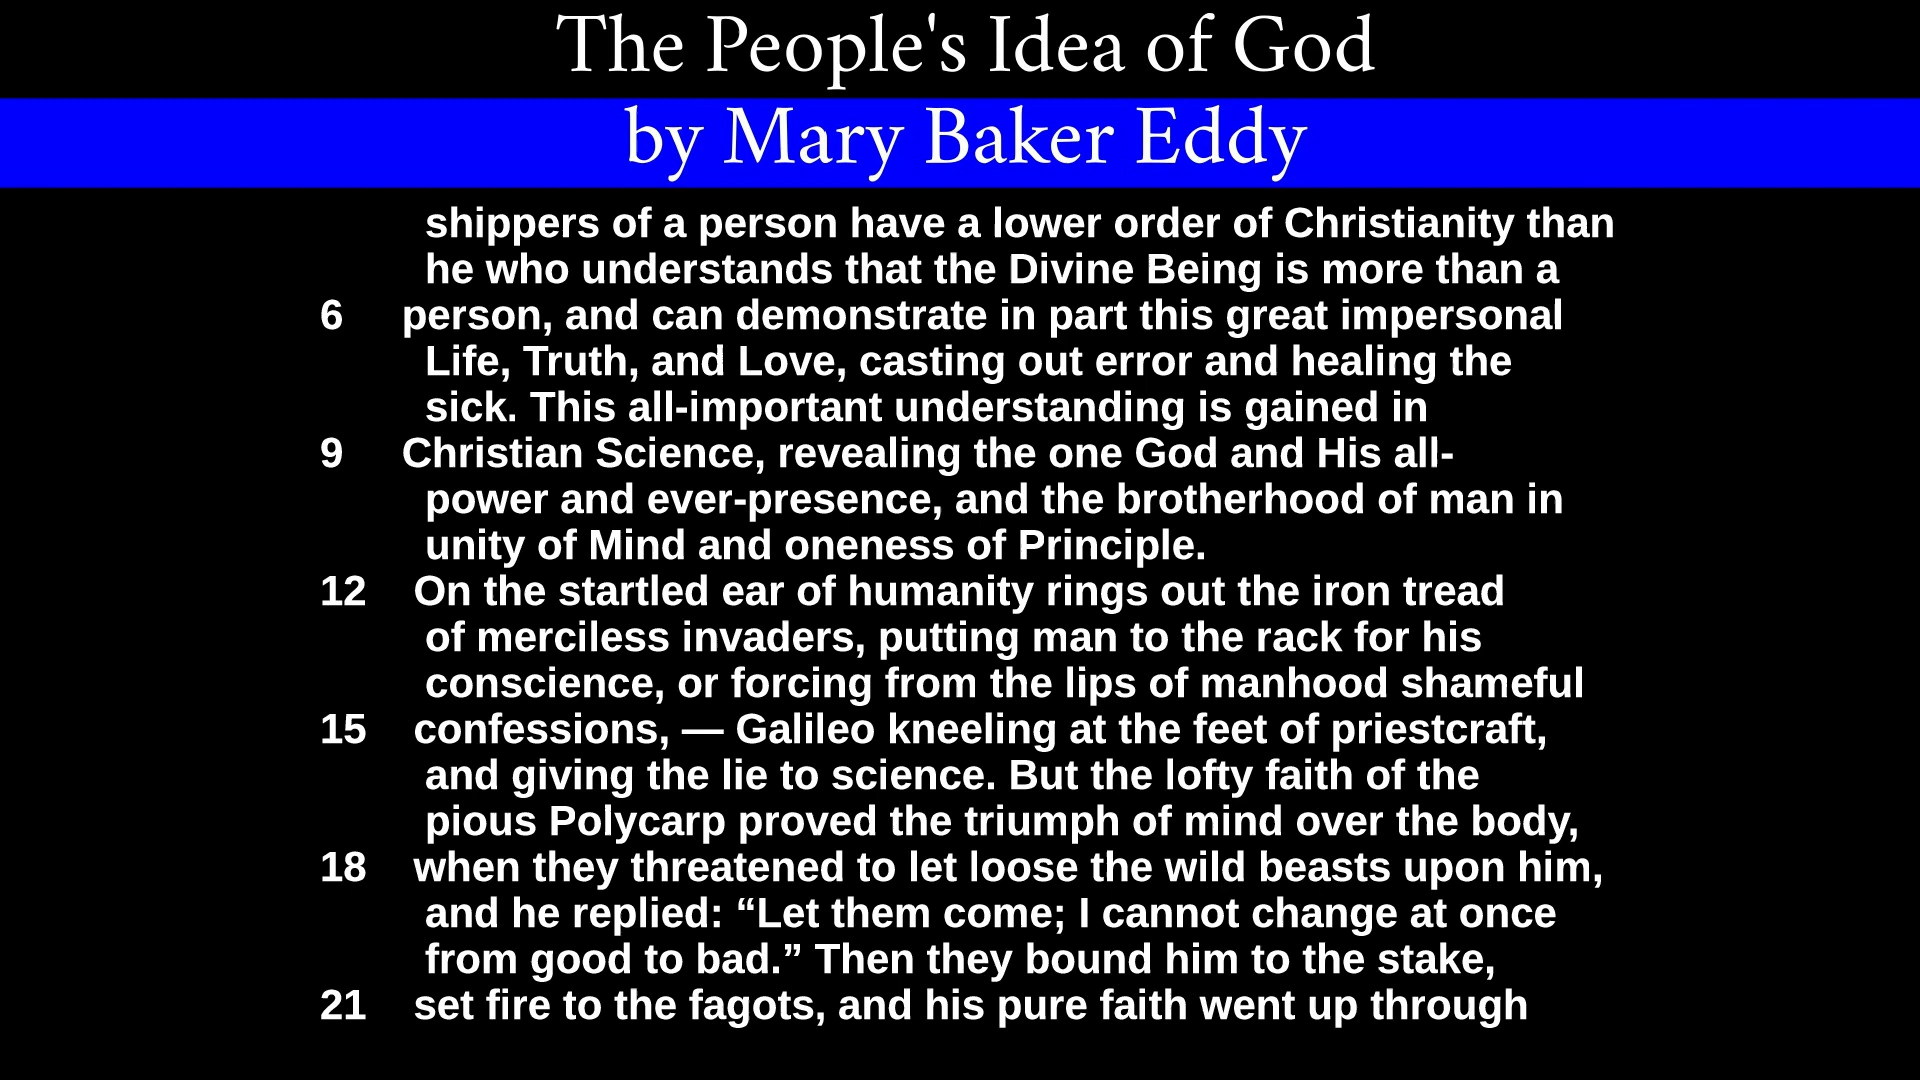 The People's Idea of God
by Mary Baker Eddy
shippers of a person have a lower order of Christianity than
he who understands that the Divine Being is more than a
6 person, and can demonstrate in part this great impersonal
Life, Truth, and Love, casting out error and healing the
sick. This all-important understanding is gained in
9 Christian Science, revealing the one God and His all-
power and ever-presence, and the brotherhood of man in
unity of Mind and oneness of Principle.
12 On the startled ear of humanity rings out the iron tread
of merciless invaders, putting man to the rack for his
conscience, or forcing from the lips of manhood shameful
15 confessions, — Galileo kneeling at the feet of priestcraft,
and giving the lie to science. But the lofty faith of the
pious Polycarp proved the triumph of mind over the body,
18 when they threatened to let loose the wild beasts upon him,
and he replied: “Let them come; I cannot change at once
from good to bad.” Then they bound him to the stake,
21 set fire to the fagots, and his pure faith went up through